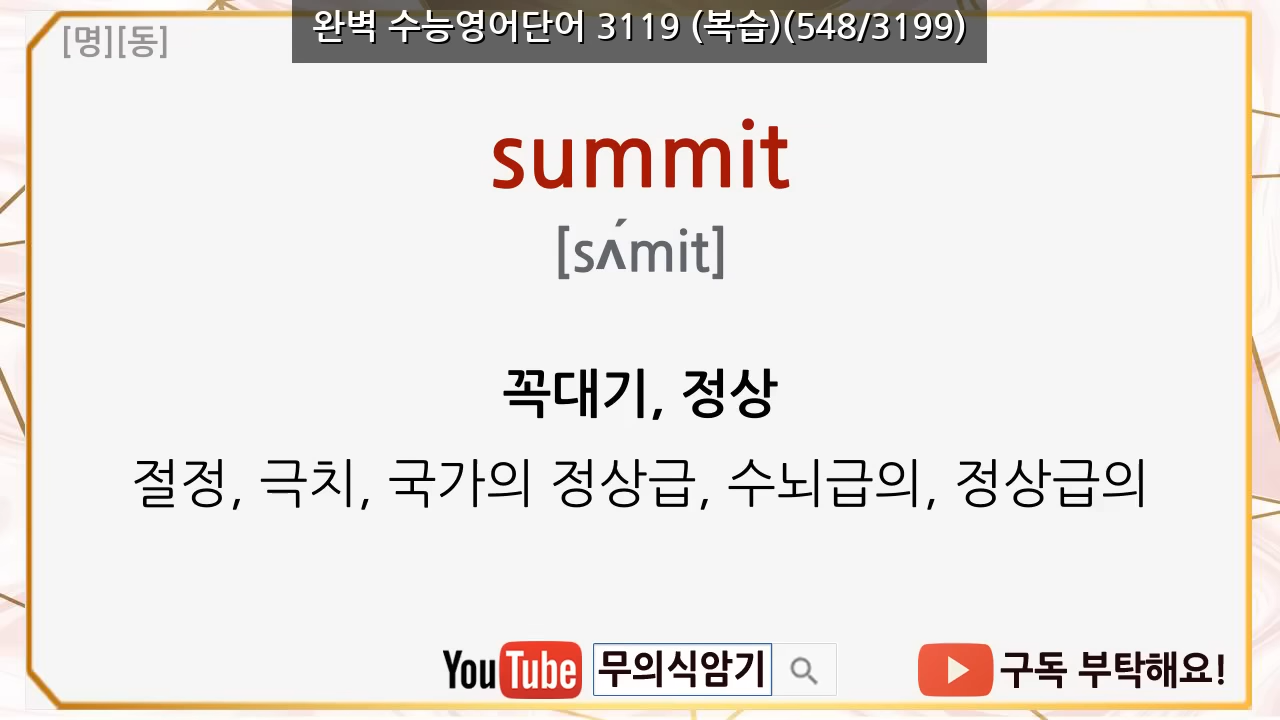 완벽 수능영어단어 3119 (복습)(548/3199)
[명][동]
summit
[sʌ́mit]
꼭대기, 정상
절정, 극치, 국가의 정상급, 수뇌급의, 정상급의
YouTube 무의식암기 구독 부탁해요!